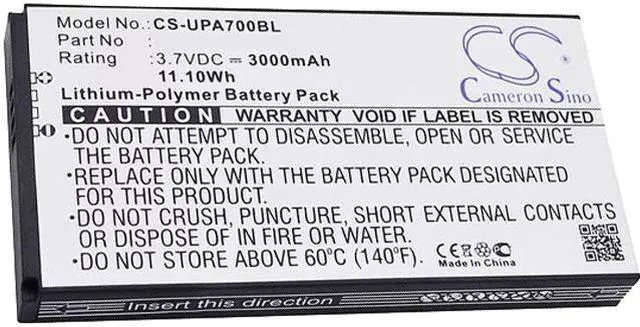 Model No.: CS-UPA700BL
Part No :
Rating : 3.7VDC ⎓ 3000mAh
11.10Wh
CS
Cameron Sino
Lithium-Polymer Battery Pack
CAUTION WARRANTY VOID IF LABEL IS REMOVED.
•DO NOT ATTEMPT TO DISASSEMBLE, OPEN OR SERVICE
THE BATTERY PACK.
•REPLACE ONLY WITH A BATTERY PACK DESIGNATED
FOR YOUR PRODUCT.
•DO NOT CRUSH, PUNCTURE, SHORT EXTERNAL
CONTACTS, OR DISPOSE OF IN FIRE OR WATER.
•DO NOT STORE ABOVE 60°C (140°F).
CE
Made In China
Insert this direction